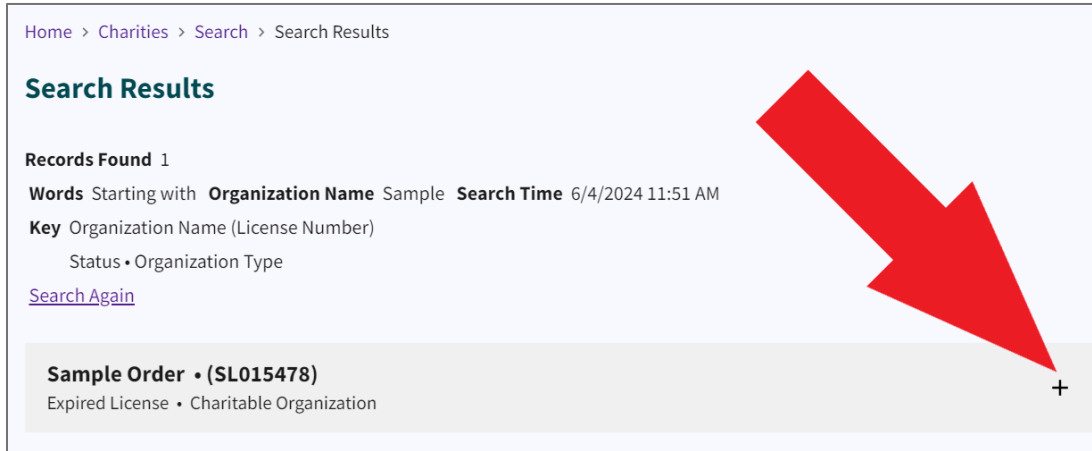 Home > Charities > Search > Search Results
Search Results
Records Found 1
Words Starting with Organization Name Sample Search Time 6/4/2024 11:51 AM
Key Organization Name (License Number)
Status • Organization Type
Search Again
Sample Order • (SL015478)
+
Expired License • Charitable Organization